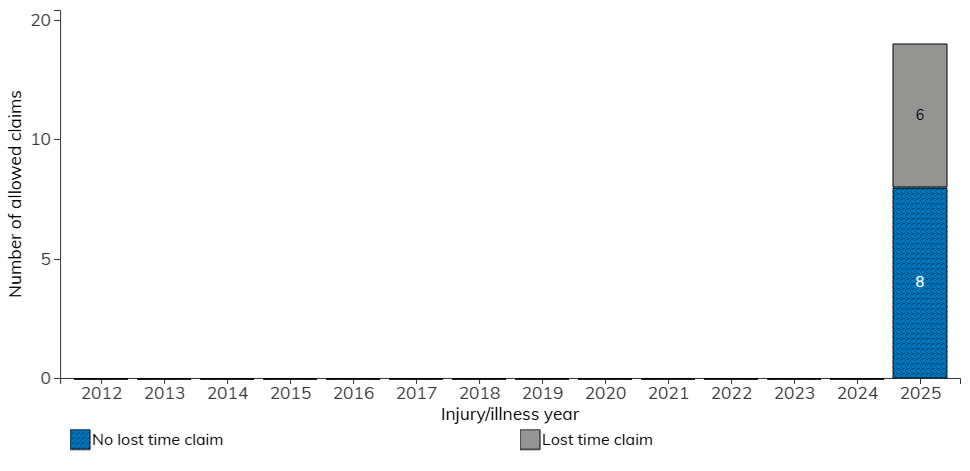 Number of allowed claims
20
10
5
0
6
8
2012 2013 2014 2015 2016 2017 2018 2019 2020 2021 2022 2023 2024 2025
Injury/illness year
No lost time claim Lost time claim